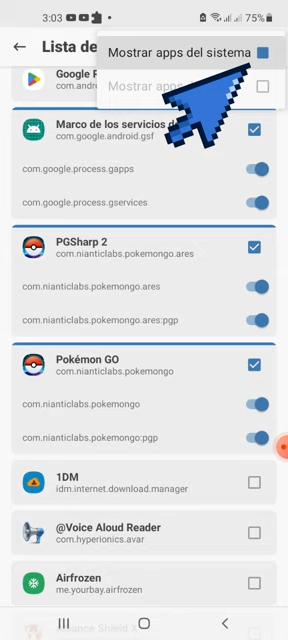 3:03
75%
Lista de
Mostrar apps del sistema
Mostrar apps
Google P
com.andr
Marco de los servicios d
com.google.android.gsf
com.google.process.gapps
com.google.process.gservices
PGSharp 2
com.nianticlabs.pokemongo.ares
com.nianticlabs.pokemongo.ares
com.nianticlabs.pokemongo.ares:pgp
Pokémon GO
com.nianticlabs.pokemongo
com.nianticlabs.pokemongo
com.nianticlabs.pokemongo:pgp
1DM
idm.internet.download.manager
@Voice Aloud Reader
com.hyperionics.avar
Airfrozen
me.yourbay.airfrozen
Alliance Shield X